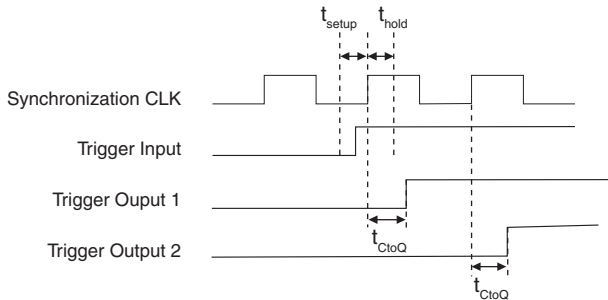 t_setup t_hold
Synchronization CLK
Trigger Input
Trigger Ouput 1
t_CtoQ
Trigger Output 2
t_CtoQ